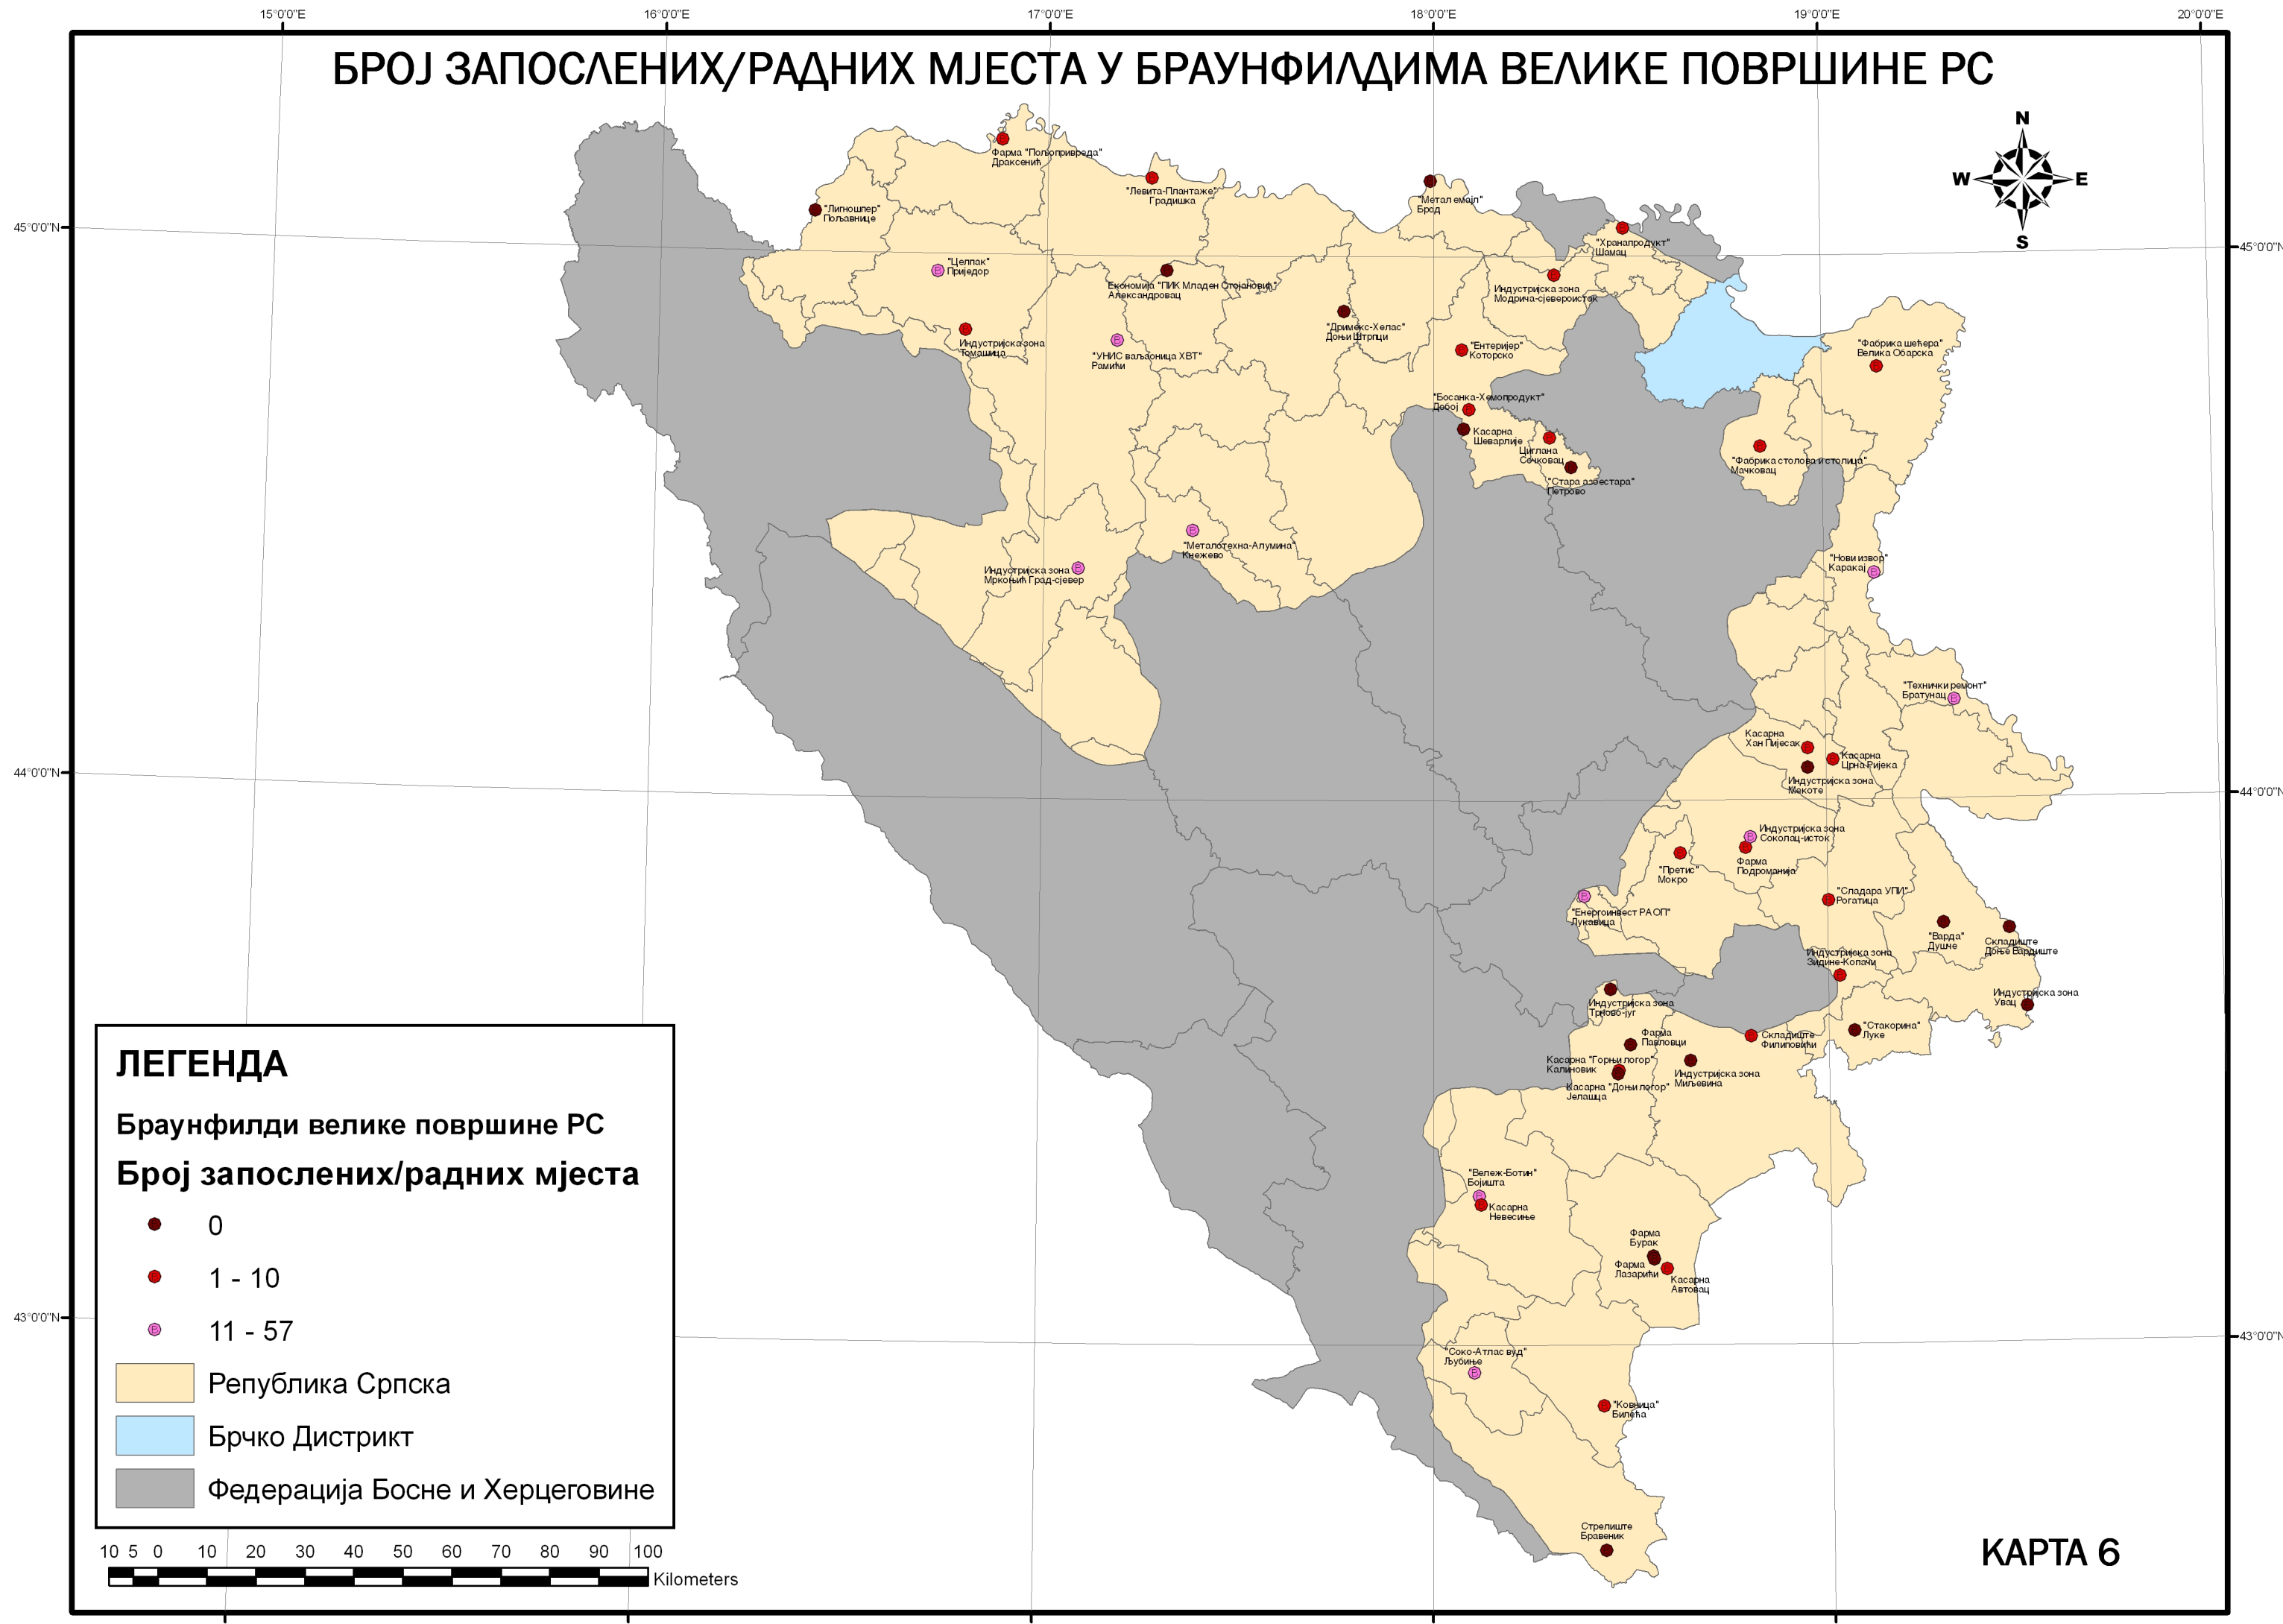 15°0'0"E
16°0'0"E
17°0'0"E
18°0'0"E
19°0'0"E
20°0'0"E
БРОЈ ЗАПОСЛЕНИХ/РАДНИХ МЈЕСТА У БРАУНФИЛДИМА ВЕЛИКЕ ПОВРШИНЕ РС
N
W
E
S
45°0'0"N
45°0'0"N
44°0'0"N
44°0'0"N
43°0'0"N
43°0'0"N
Фарма "Пољопривреда"
Драксенић
"Левита-Плантаже"
Градишка
"Лигношпер"
Пољавнице
"Метал емајл"
Брод
"Хранапродукт"
Шамац
"Целпак"
Приједор
Економија "ПИК Младен Стојановић"
Александровац
Индустријска зона
Модрича-сјевероисток
"Дримекс-Хелас"
Доњи Штрпци
Индустријска зона
Томашица
"УНИС ваљаоница ХВТ"
Рамићи
"Ентеријер"
Которско
"Фабрика шећера"
Велика Обарска
"Босанка-Хемопродукт"
Добој
Касарна
Шеварлије
Циглана
Сочковац
"Стара азбестара"
Петрово
"Фабрика столова и столица"
Мачковац
"Металотехна-Алумина"
Кнежево
Индустријска зона
Мркоњић Град-сјевер
"Нови извор"
Каракај
"Технички ремонт"
Братунац
Касарна
Хан Пијесак
Касарна
Црна Ријека
Индустријска зона
Мекоте
Индустријска зона
Соколац-исток
Фарма
Подроманија
"Претис"
Мокро
"Сладара УПИ"
Рогатица
"Енергоинвест РАОП"
Лукавица
"Варда"
Душче
Складиште
Доње Вардиште
Индустријска зона
Зидине-Копачи
Индустријска зона
Увац
Индустријска зона
Трново-југ
"Стакорина"
Луке
Складиште
Филиповићи
Фарма
Павловци
Касарна "Горњи логор"
Калиновик
Индустријска зона
Миљевина
Касарна "Доњи логор"
Јелашца
"Вележ-Ботин"
Бојишта
Касарна
Невесиње
Фарма
Бурак
Фарма
Лазарићи
Касарна
Автовац
"Соко-Атлас вуд"
Љубиње
"Ковница"
Билећа
Стрелиште
Бравеник
ЛЕГЕНДА
Браунфилди велике површине РС
Број запослених/радних мјеста
0
1 - 10
11 - 57
Република Српска
Брчко Дистрикт
Федерација Босне и Херцеговине
10 5 0 10 20 30 40 50 60 70 80 90 100
Kilometers
КАРТА 6